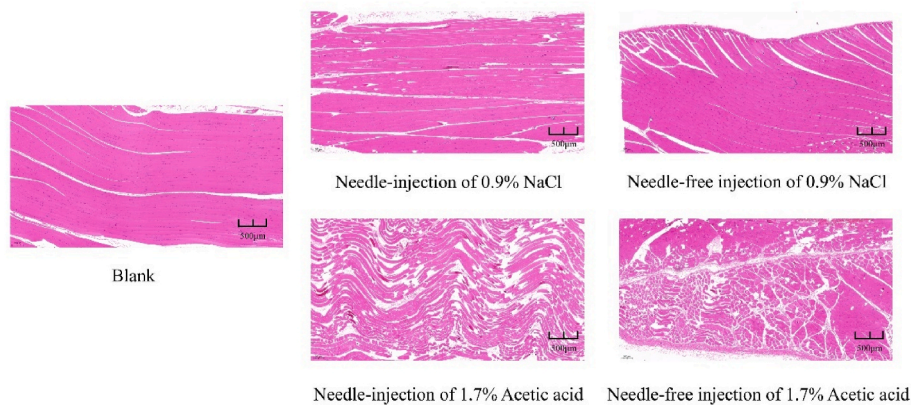 500μm
500μm
Needle-injection of 0.9% NaCl
Needle-free injection of 0.9% NaCl
500μm
Blank
500μm
500μm
Needle-injection of 1.7% Acetic acid
Needle-free injection of 1.7% Acetic acid